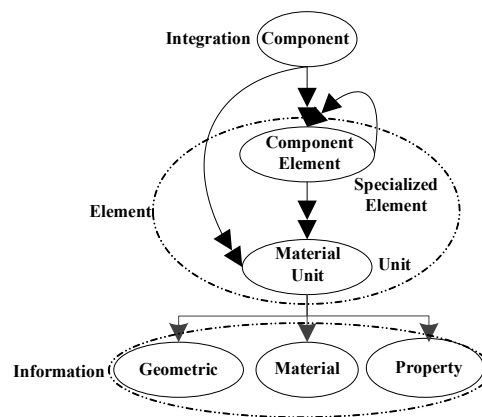 Integration Component
Component
Element
Specialized
Element
Element
Material
Unit
Unit
Geometric Material Property
Information